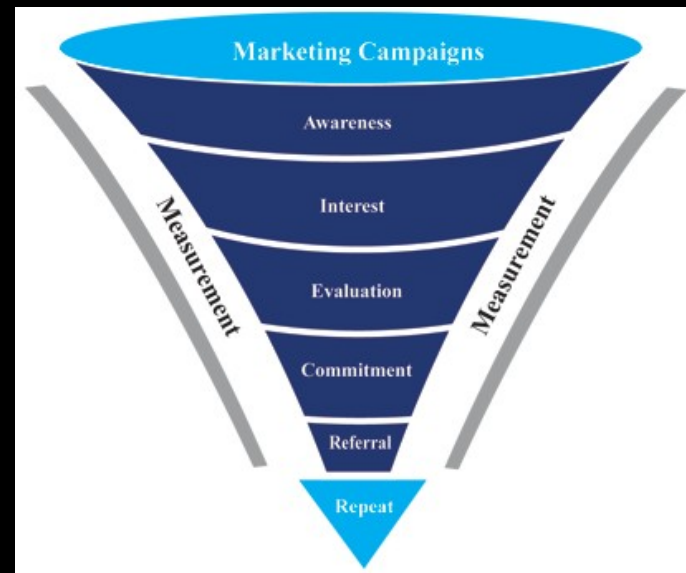 Marketing Campaigns
Awareness
Interest
Measurement
Measurement
Evaluation
Commitment
Referral
Repeat